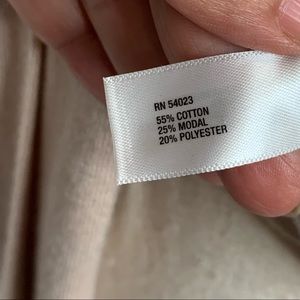 RN 54023
55% COTTON
25% MODAL
20% POLYESTER